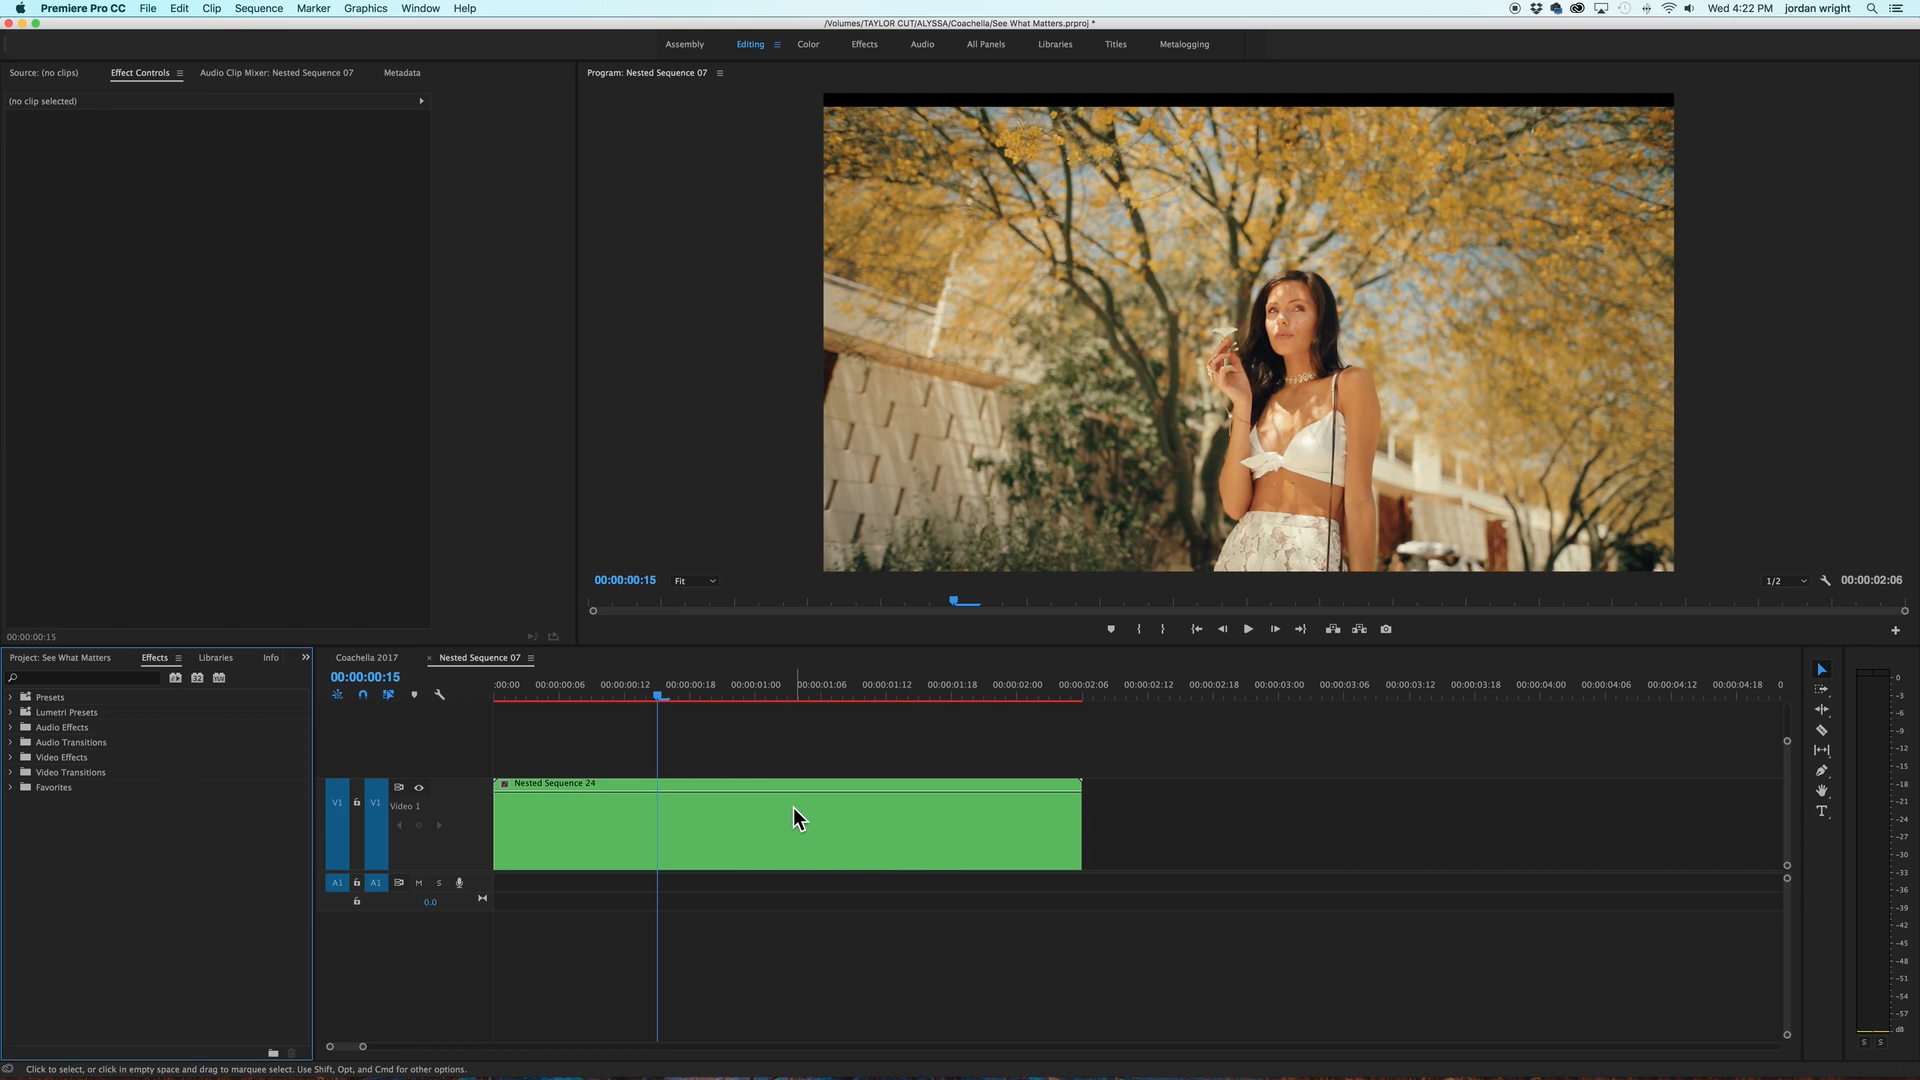 Premiere Pro CC File Edit Clip Sequence Marker Graphics Window Help Wed 4:22 PM jordan wright
/Volumes/TAYLOR CUT/ALYSSA/Coachella/See What Matters.prproj *
Assembly Editing Color Effects Audio All Panels Libraries Titles Metalogging
Source: (no clips) Effect Controls Audio Clip Mixer: Nested Sequence 07 Metadata
Program: Nested Sequence 07
(no clip selected)
00:00:00:15 Fit 1/2 00:00:02:06
00:00:00:15
Project: See What Matters Effects Libraries Info
Coachella 2017 × Nested Sequence 07
00:00:00:15
:00:00 00:00:00:06 00:00:00:12 00:00:00:18 00:00:01:00 00:00:01:06 00:00:01:12 00:00:01:18 00:00:02:00 00:00:02:06 00:00:02:12 00:00:02:18 00:00:03:00 00:00:03:06 00:00:03:12 00:00:03:18 00:00:04:00 00:00:04:06 00:00:04:12 00:00:04:18 0
Presets
Lumetri Presets
Audio Effects
Audio Transitions
Video Effects
Video Transitions
Favorites
Nested Sequence 24
V1 V1
Video 1
A1 A1 M S
0.0
0
-3
-6
-9
-12
-15
-18
-21
-24
-27
-30
-33
-36
-39
-42
-45
-48
-51
-54
-57
dB
S S
Click to select, or click in empty space and drag to marquee select. Use Shift, Opt, and Cmd for other options.